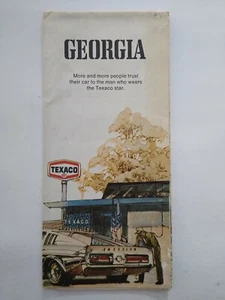 GEORGIA
More and more people trust
their car to the man who wears
the Texaco star.
TEXACO
TEXACO